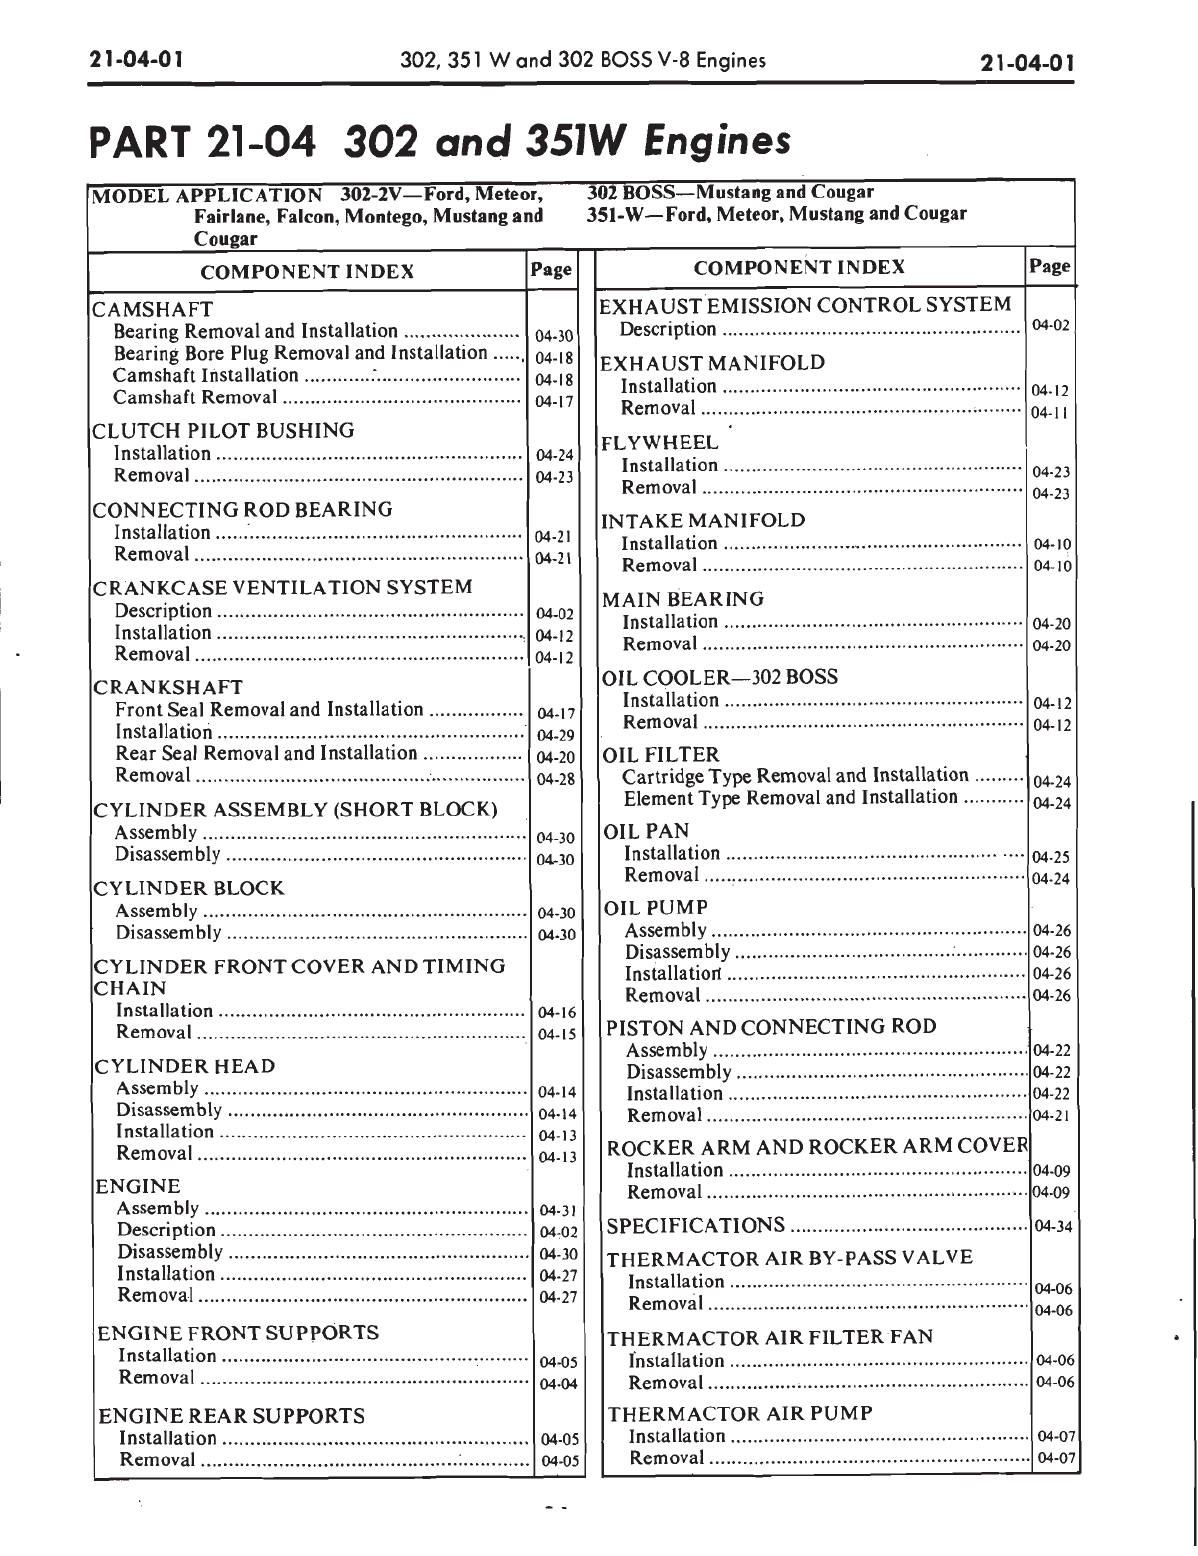 21-04-01 302, 351 W and 302 BOSS V-8 Engines 21-04-01
PART 21-04 302 and 351W Engines
MODEL APPLICATION 302-2V—Ford, Meteor,
Fairlane, Falcon, Montego, Mustang and
Cougar
302 BOSS—Mustang and Cougar
351-W—Ford, Meteor, Mustang and Cougar
COMPONENT INDEX Page
CAMSHAFT
Bearing Removal and Installation ..................... 04-30
Bearing Bore Plug Removal and Installation ..... 04-18
Camshaft Installation ....................................... 04-18
Camshaft Removal ........................................... 04-17
CLUTCH PILOT BUSHING
Installation ....................................................... 04-24
Removal ........................................................... 04-23
CONNECTING ROD BEARING
Installation ....................................................... 04-21
Removal ........................................................... 04-21
CRANKCASE VENTILATION SYSTEM
Description ....................................................... 04-02
Installation ....................................................... 04-12
Removal ........................................................... 04-12
CRANKSHAFT
Front Seal Removal and Installation ................. 04-17
Installation ....................................................... 04-29
Rear Seal Removal and Installation .................. 04-20
Removal ........................................................... 04-28
CYLINDER ASSEMBLY (SHORT BLOCK)
Assembly .......................................................... 04-30
Disassembly ...................................................... 04-30
CYLINDER BLOCK
Assembly .......................................................... 04-30
Disassembly ...................................................... 04-30
CYLINDER FRONT COVER AND TIMING
CHAIN
Installation ....................................................... 04-16
Removal ........................................................... 04-15
CYLINDER HEAD
Assembly .......................................................... 04-14
Disassembly ...................................................... 04-14
Installation ....................................................... 04-13
Removal ........................................................... 04-13
ENGINE
Assembly .......................................................... 04-31
Description ....................................................... 04-02
Disassembly ...................................................... 04-30
Installation ....................................................... 04-27
Removal ........................................................... 04-27
ENGINE FRONT SUPPORTS
Installation ....................................................... 04-05
Removal ........................................................... 04-04
ENGINE REAR SUPPORTS
Installation ....................................................... 04-05
Removal ........................................................... 04-05
COMPONENT INDEX Page
EXHAUST EMISSION CONTROL SYSTEM
Description ....................................................... 04-02
EXHAUST MANIFOLD
Installation ....................................................... 04-12
Removal ........................................................... 04-11
FLYWHEEL
Installation ....................................................... 04-23
Removal ........................................................... 04-23
INTAKE MANIFOLD
Installation ....................................................... 04-10
Removal ........................................................... 04-10
MAIN BEARING
Installation ....................................................... 04-20
Removal ........................................................... 04-20
OIL COOLER—302 BOSS
Installation ....................................................... 04-12
Removal ........................................................... 04-12
OIL FILTER
Cartridge Type Removal and Installation ......... 04-24
Element Type Removal and Installation ........... 04-24
OIL PAN
Installation ....................................................... 04-25
Removal ........................................................... 04-24
OIL PUMP
Assembly .......................................................... 04-26
Disassembly ...................................................... 04-26
Installation ....................................................... 04-26
Removal ........................................................... 04-26
PISTON AND CONNECTING ROD
Assembly .......................................................... 04-22
Disassembly ...................................................... 04-22
Installation ....................................................... 04-22
Removal ........................................................... 04-21
ROCKER ARM AND ROCKER ARM COVER
Installation ....................................................... 04-09
Removal ........................................................... 04-09
SPECIFICATIONS ........................................... 04-34
THERMACTOR AIR BY-PASS VALVE
Installation ....................................................... 04-06
Removal ........................................................... 04-06
THERMACTOR AIR FILTER FAN
Installation ....................................................... 04-06
Removal ........................................................... 04-06
THERMACTOR AIR PUMP
Installation ....................................................... 04-07
Removal ........................................................... 04-07